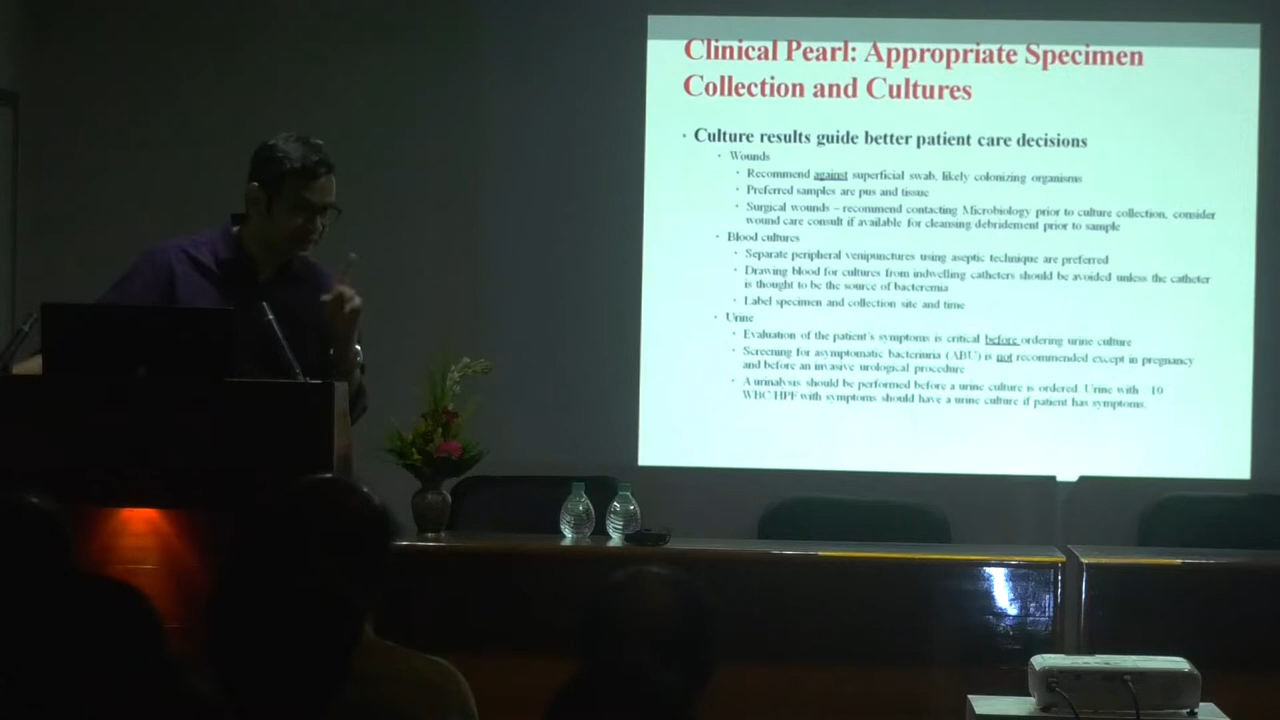 Clinical Pearl: Appropriate Specimen
Collection and Cultures
• Culture results guide better patient care decisions
• Wounds
• Recommend against superficial swab, likely colonizing organisms
• Preferred samples are pus and tissue
• Surgical wounds – recommend contacting Microbiology prior to culture collection, consider
wound care consult if available for cleansing debridement prior to sample
• Blood cultures
• Separate peripheral venipunctures using aseptic technique are preferred
• Drawing blood for cultures from indwelling catheters should be avoided unless the catheter
is thought to be the source of bacteremia
• Label specimen and collection site and time
• Urine
• Evaluation of the patient's symptoms is critical before ordering urine culture
• Screening for asymptomatic bacteriuria (ABU) is not recommended except in pregnancy
and before an invasive urological procedure
• A urinalysis should be performed before a urine culture is ordered. Urine with 10
WBC HPF with symptoms should have a urine culture if patient has symptoms.